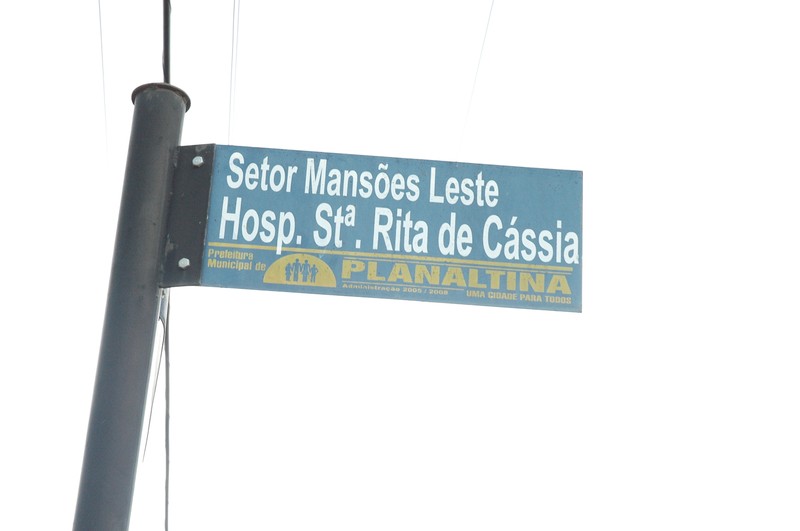 Setor Mansões Leste
Hosp. Stª. Rita de Cássia
Prefeitura
Municipal de
PLANALTINA
Administração 2005 / 2008
UMA CIDADE PARA TODOS